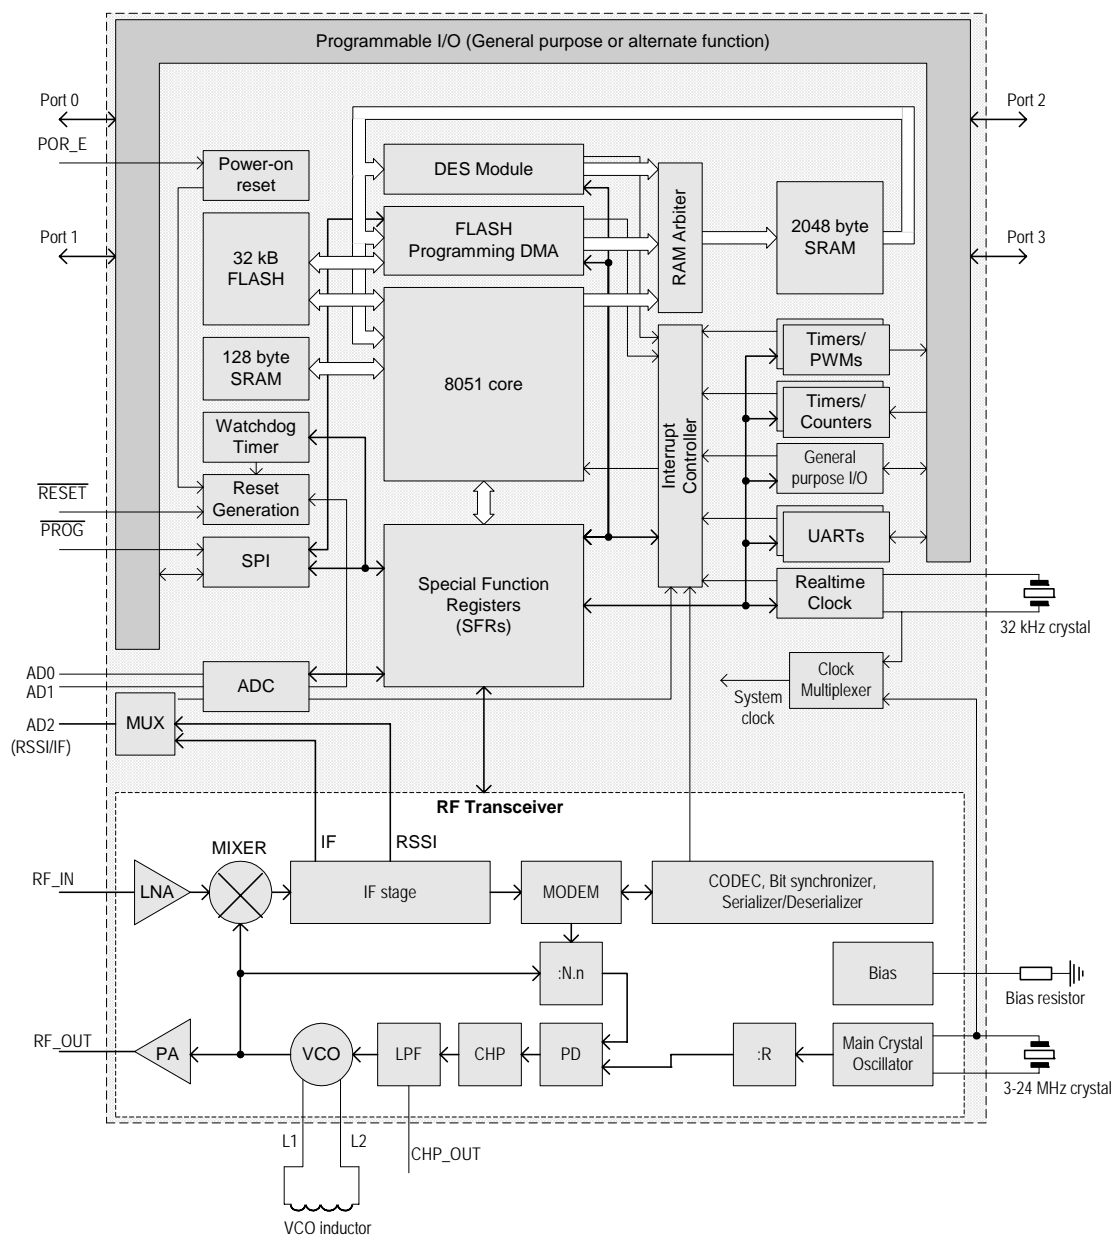 Programmable I/O (General purpose or alternate function)
Port 0
Port 2
POR_E
Power-on
reset
DES Module
RAM Arbiter
2048 byte
SRAM
Port 1
Port 3
32 kB
FLASH
FLASH
Programming DMA
8051 core
128 byte
SRAM
Timers/
PWMs
Timers/
Counters
Interrupt
Controller
Watchdog
Timer
General
purpose I/O
RESET
Reset
Generation
PROG
SPI
UARTs
Special Function
Registers
(SFRs)
Realtime
Clock
32 kHz crystal
AD0
AD1
ADC
Clock
Multiplexer
System
clock
AD2
(RSSI/IF)
MUX
RF Transceiver
IF
RSSI
MIXER
RF_IN
LNA
IF stage
MODEM
CODEC, Bit synchronizer,
Serializer/Deserializer
:N.n
Bias
Bias resistor
RF_OUT
PA
VCO
LPF
CHP
PD
:R
Main Crystal
Oscillator
3-24 MHz crystal
L1
L2
CHP_OUT
VCO inductor